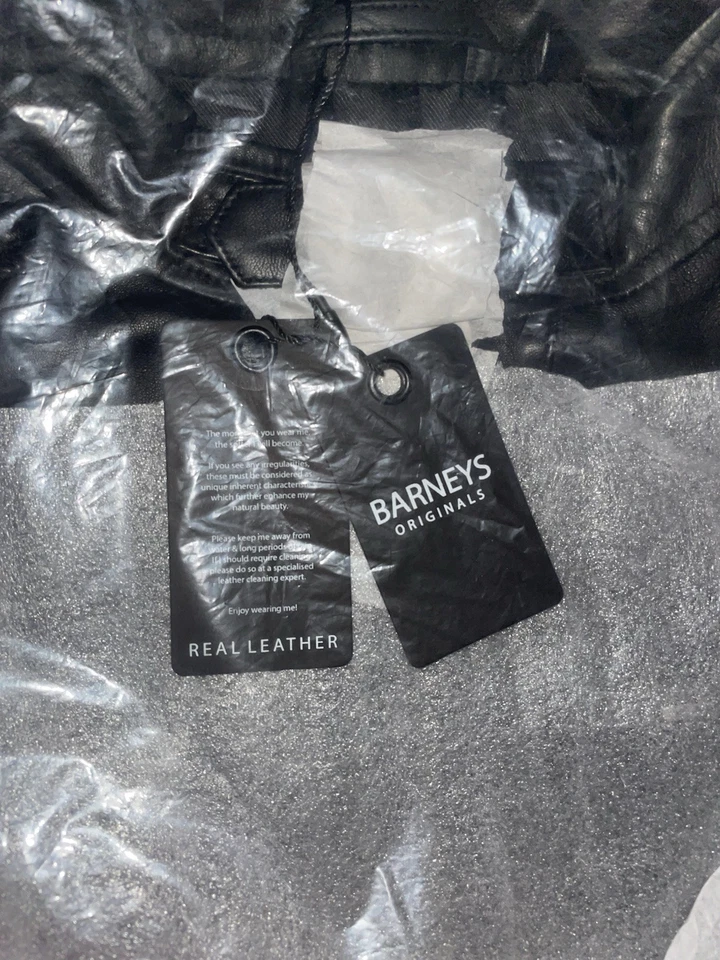 The more you wear me,
the softer I will become.
If you see any irregularities,
these must be considered as
unique inherent characteristics
which further enhance my
natural beauty.
Please keep me away from
water & long periods of
If I should require cleaning
please do so at a specialised
leather cleaning expert.
Enjoy wearing me!
REAL LEATHER
BARNEYS
ORIGINALS